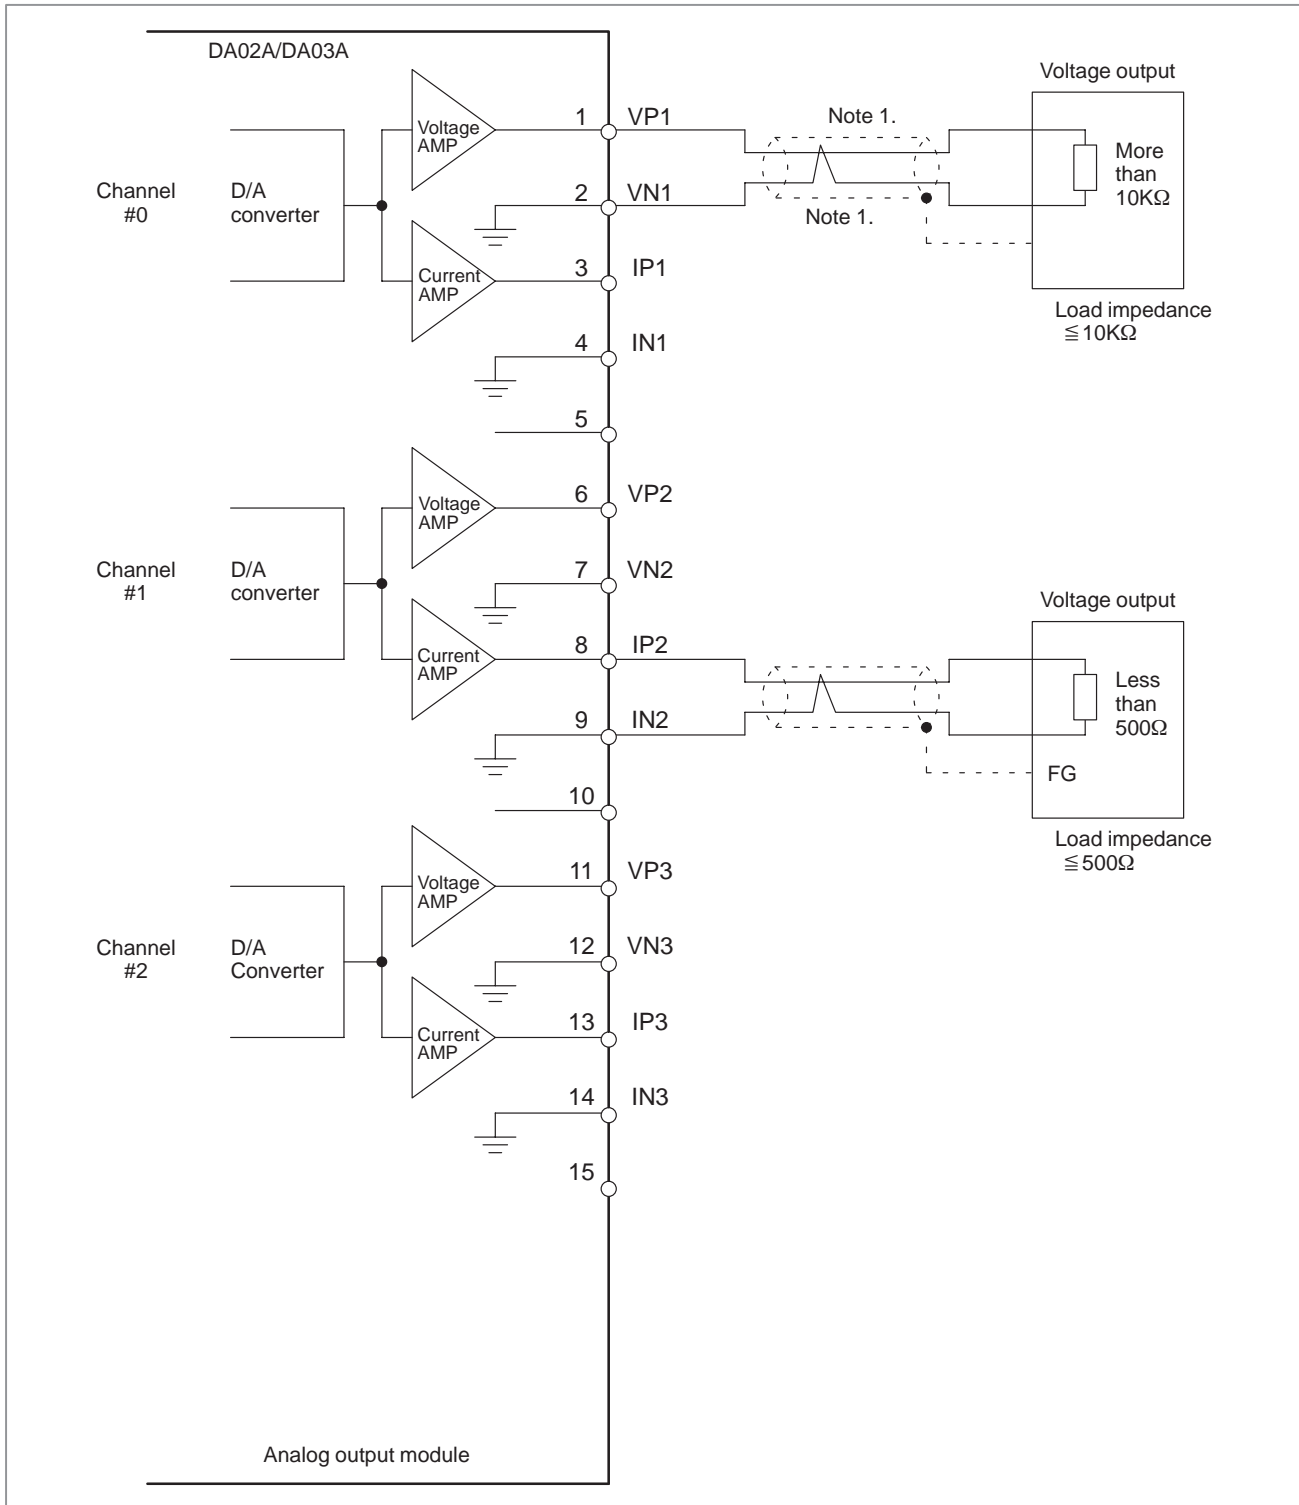 DA02A/DA03A
Channel
#0
D/A
converter
Voltage
AMP
Current
AMP
1
VP1
2
VN1
3
IP1
4
IN1
5
Note 1.
Note 1.
Voltage output
More
than
10KΩ
Load impedance
≦10KΩ
Channel
#1
D/A
converter
Voltage
AMP
Current
AMP
6
VP2
7
VN2
8
IP2
9
IN2
10
Voltage output
Less
than
500Ω
FG
Load impedance
≦500Ω
Channel
#2
D/A
Converter
Voltage
AMP
Current
AMP
11
VP3
12
VN3
13
IP3
14
IN3
15
Analog output module